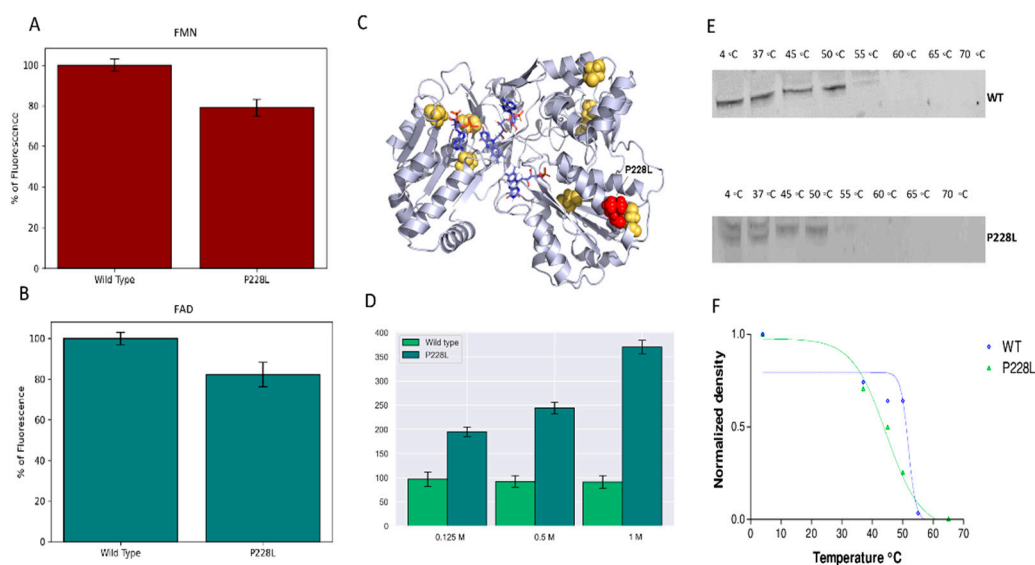 A
FMN
% of Fluorescence
100
80
60
40
20
0
Wild Type
P228L
B
FAD
% of Fluorescence
100
80
60
40
20
0
Wild Type
P228L
C
P228L
D
Wild type
P228L
400
350
300
250
200
150
100
50
0
0.125 M
0.5 M
1 M
E
4 °C 37 °C 45 °C 50 °C 55 °C 60 °C 65 °C 70 °C
WT
4 °C 37 °C 45 °C 50 °C 55 °C 60 °C 65 °C 70 °C
P228L
F
Normalized density
1.0
0.5
0.0
0 10 20 30 40 50 60 70
Temperature °C
WT
P228L